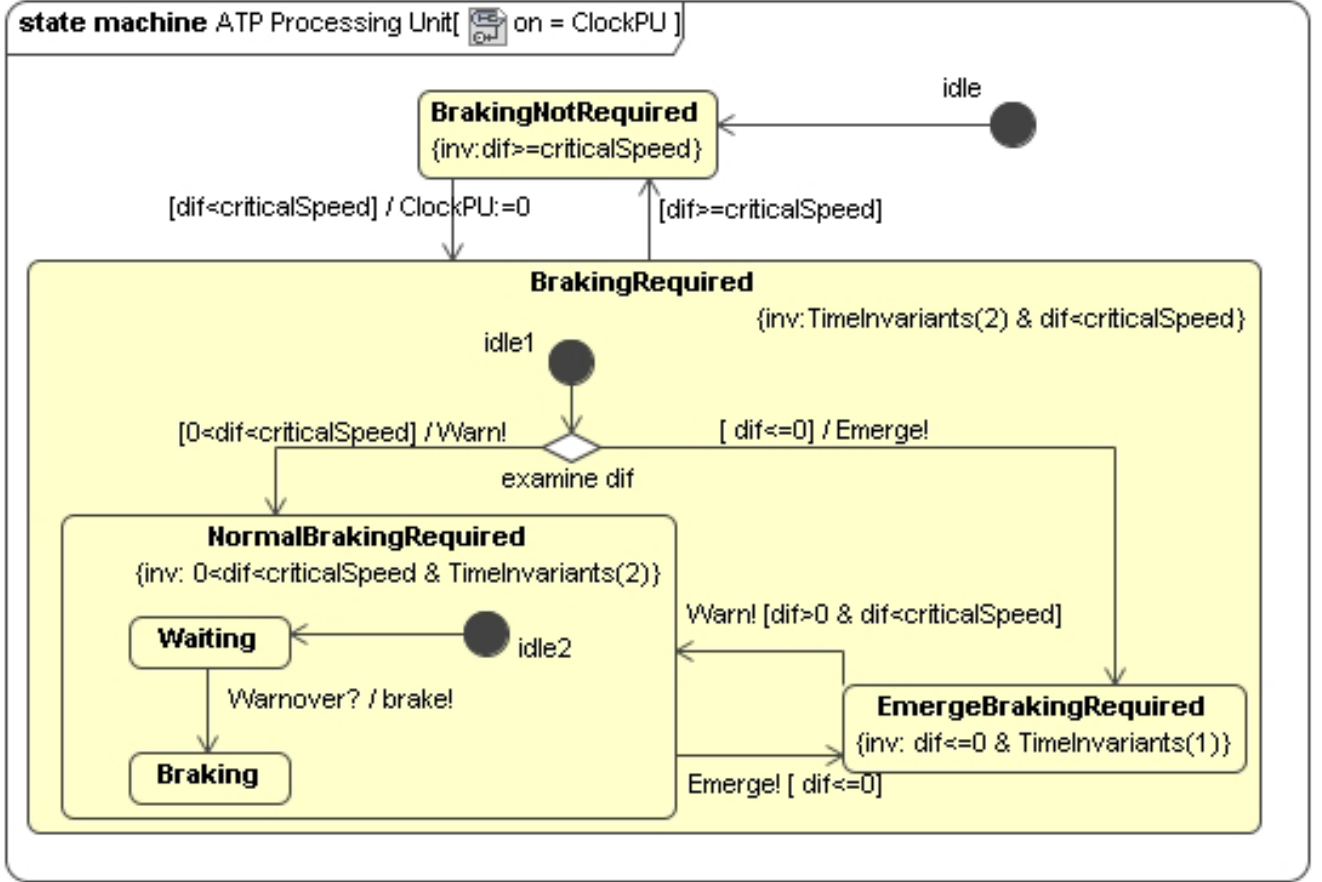 state machine ATP Processing Unit[ on = ClockPU ]
idle
BrakingNotRequired
{inv:dif>=criticalSpeed}
[dif<criticalSpeed] / ClockPU:=0
[dif>=criticalSpeed]
BrakingRequired
{inv:TimeInvariants(2) & dif<criticalSpeed}
idle1
[0<dif<criticalSpeed] / Warn!
[ dif<=0] / Emerge!
examine dif
NormalBrakingRequired
{inv: 0<dif<criticalSpeed & TimeInvariants(2)}
Warn! [dif>0 & dif<criticalSpeed]
Waiting
idle2
Warnover? / brake!
EmergeBrakingRequired
{inv: dif<=0 & TimeInvariants(1)}
Braking
Emerge! [ dif<=0]